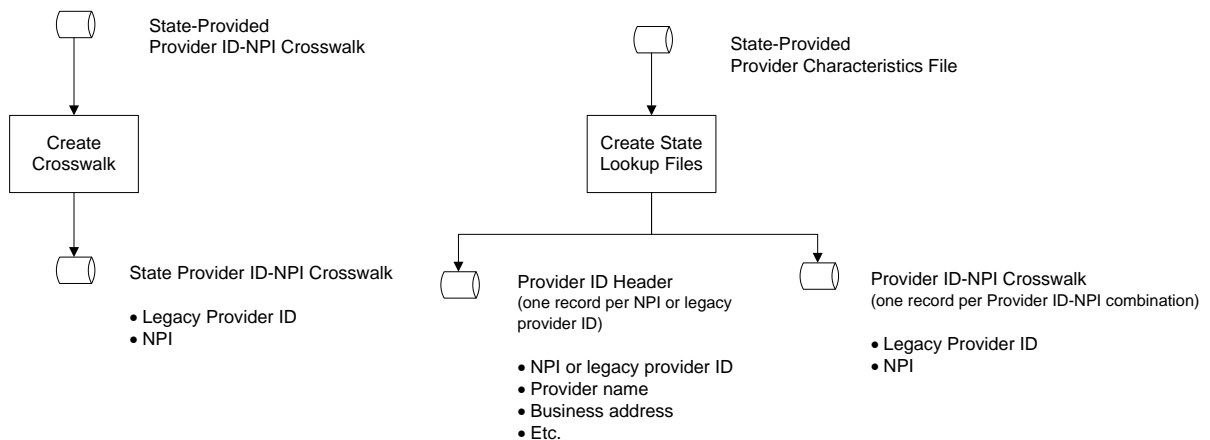 State-Provided
Provider ID-NPI Crosswalk
Create
Crosswalk
State Provider ID-NPI Crosswalk
• Legacy Provider ID
• NPI
State-Provided
Provider Characteristics File
Create State
Lookup Files
Provider ID Header
(one record per NPI or legacy
provider ID)
• NPI or legacy provider ID
• Provider name
• Business address
• Etc.
Provider ID-NPI Crosswalk
(one record per Provider ID-NPI combination)
• Legacy Provider ID
• NPI